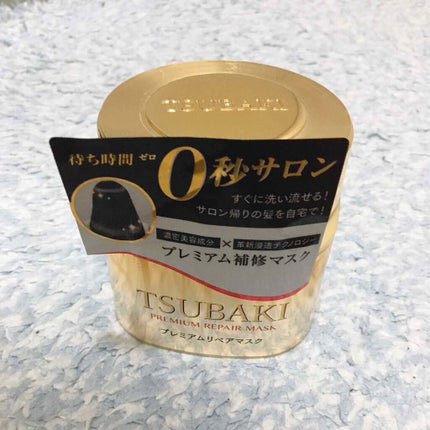 TSUBAKI
待ち時間 ゼロ
0秒サロン
すぐに洗い流せる!
サロン帰りの髪を自宅で!
濃密美容成分 × 革新浸透テクノロジー
プレミアム補修マスク
TSUBAKI
PREMIUM REPAIR MASK
プレミアムリペアマスク